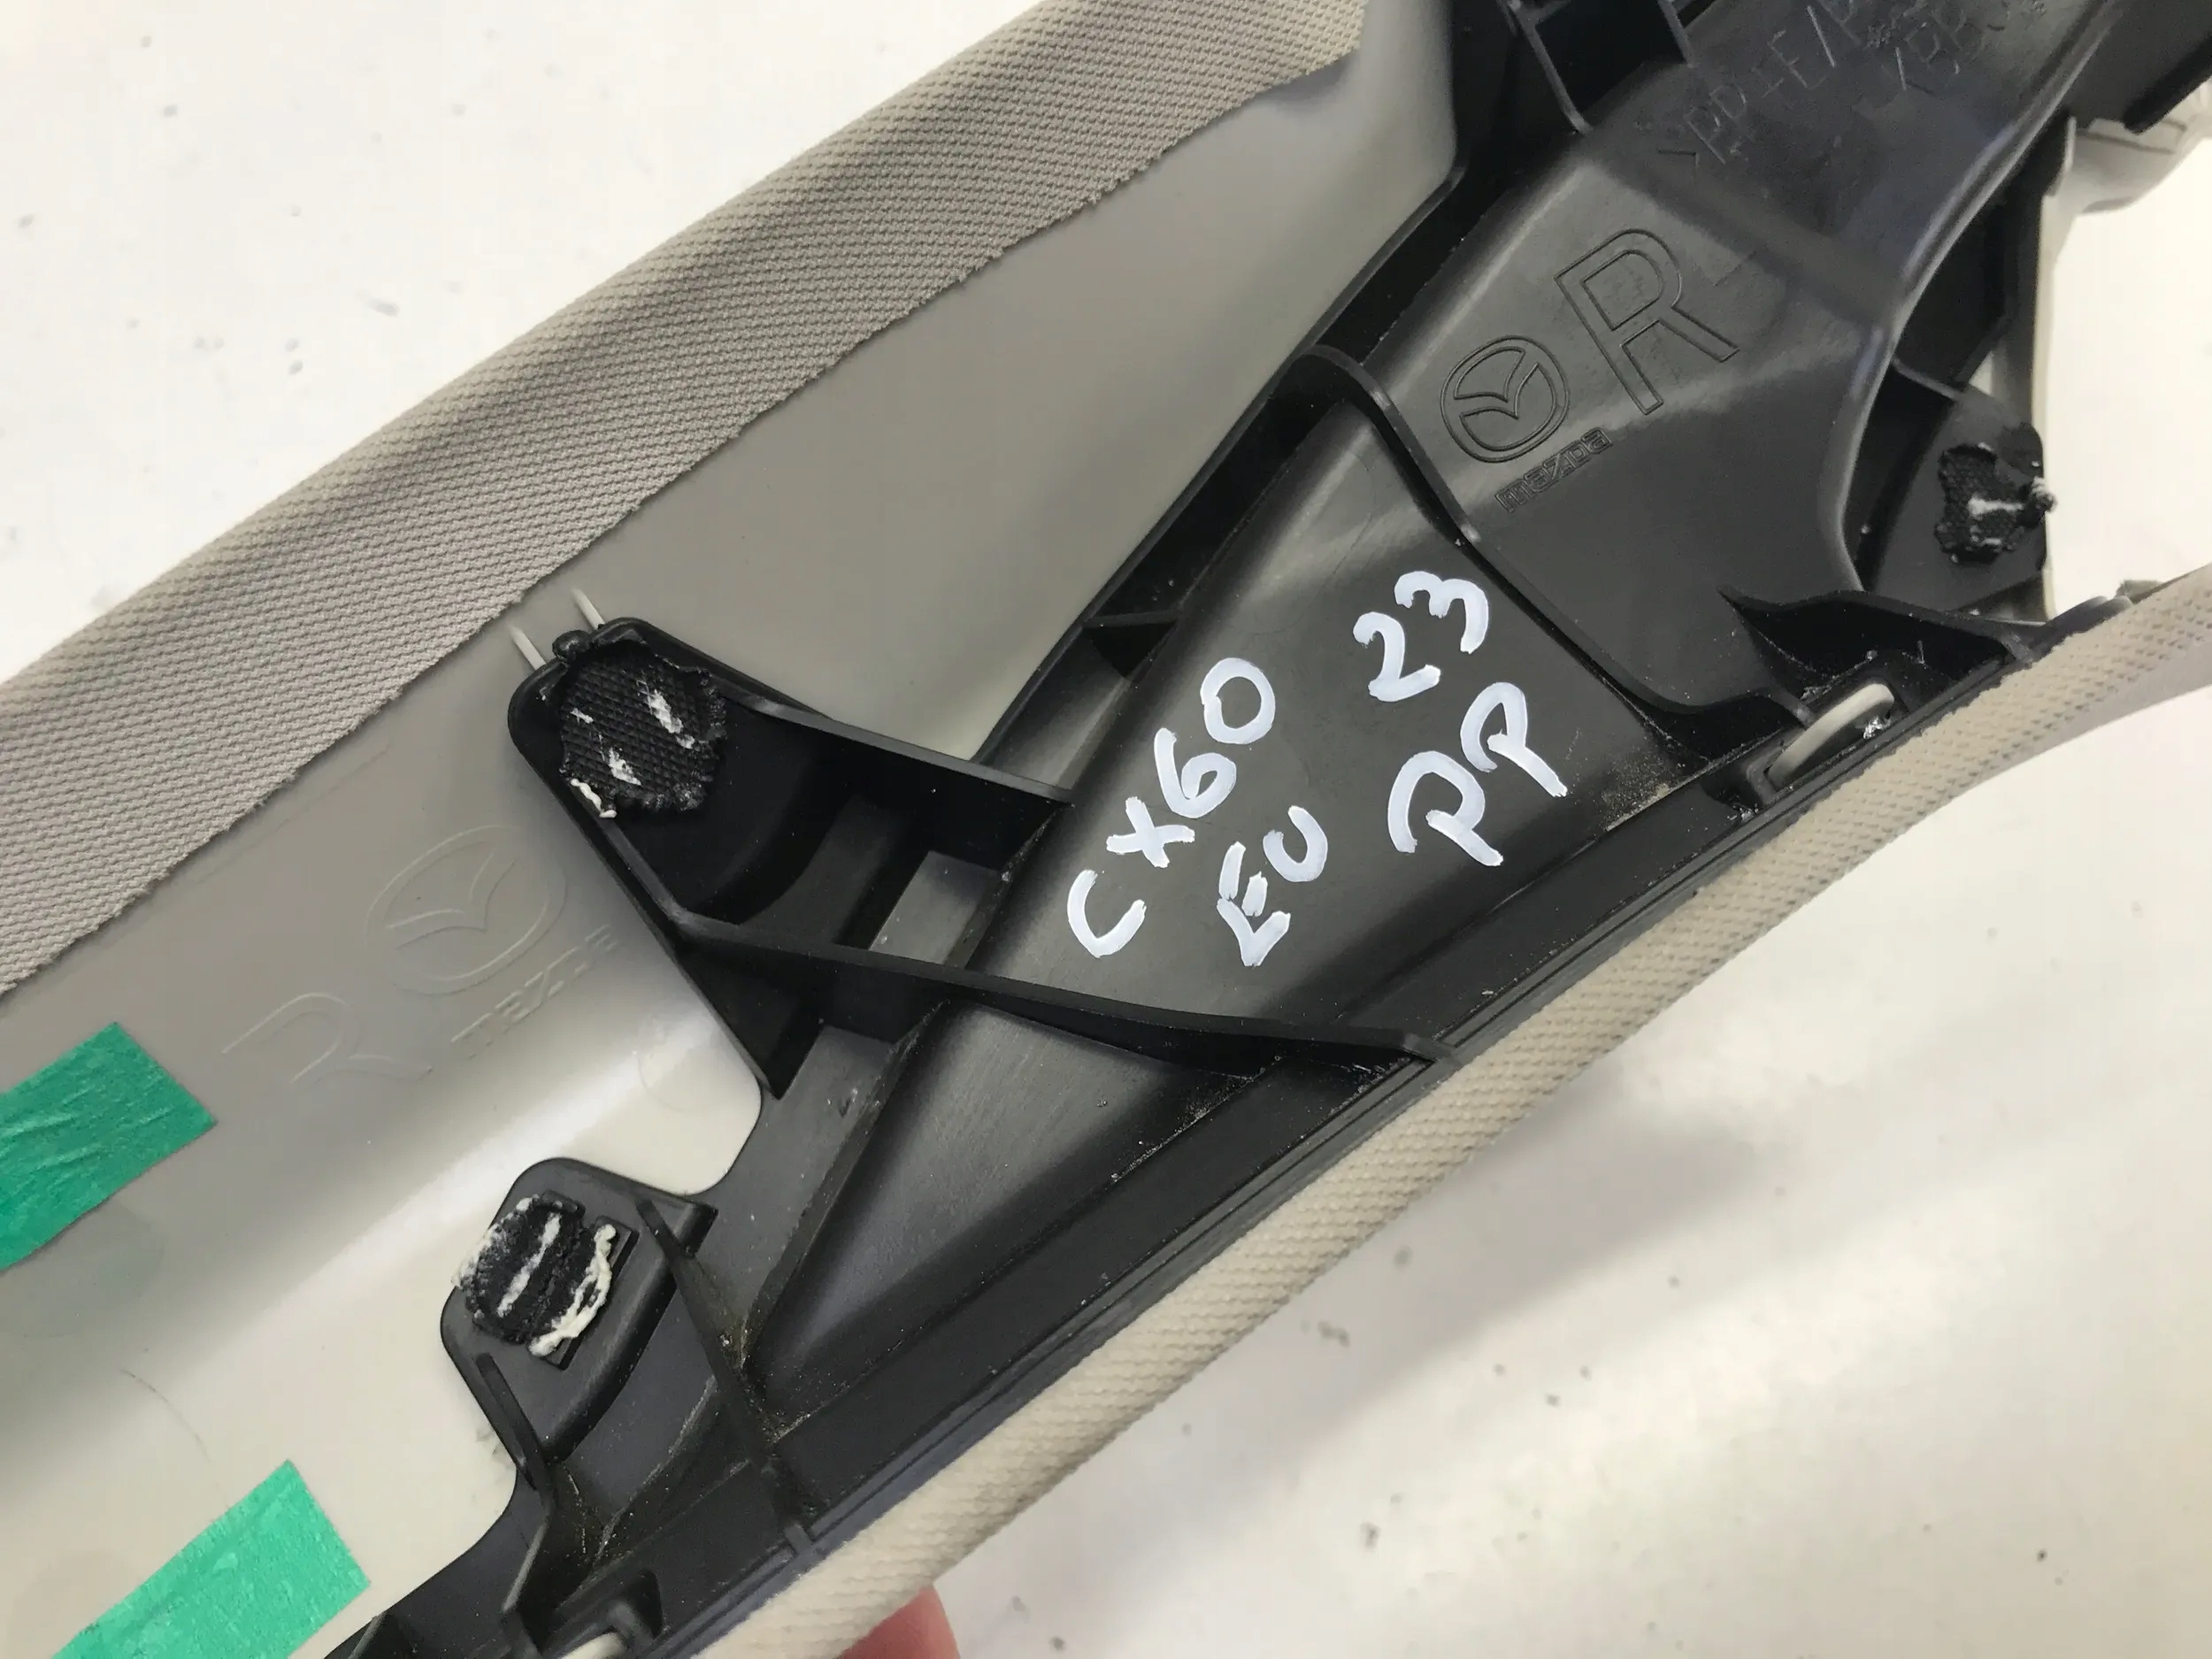 R
mazda
CX60 23
EU PP
R